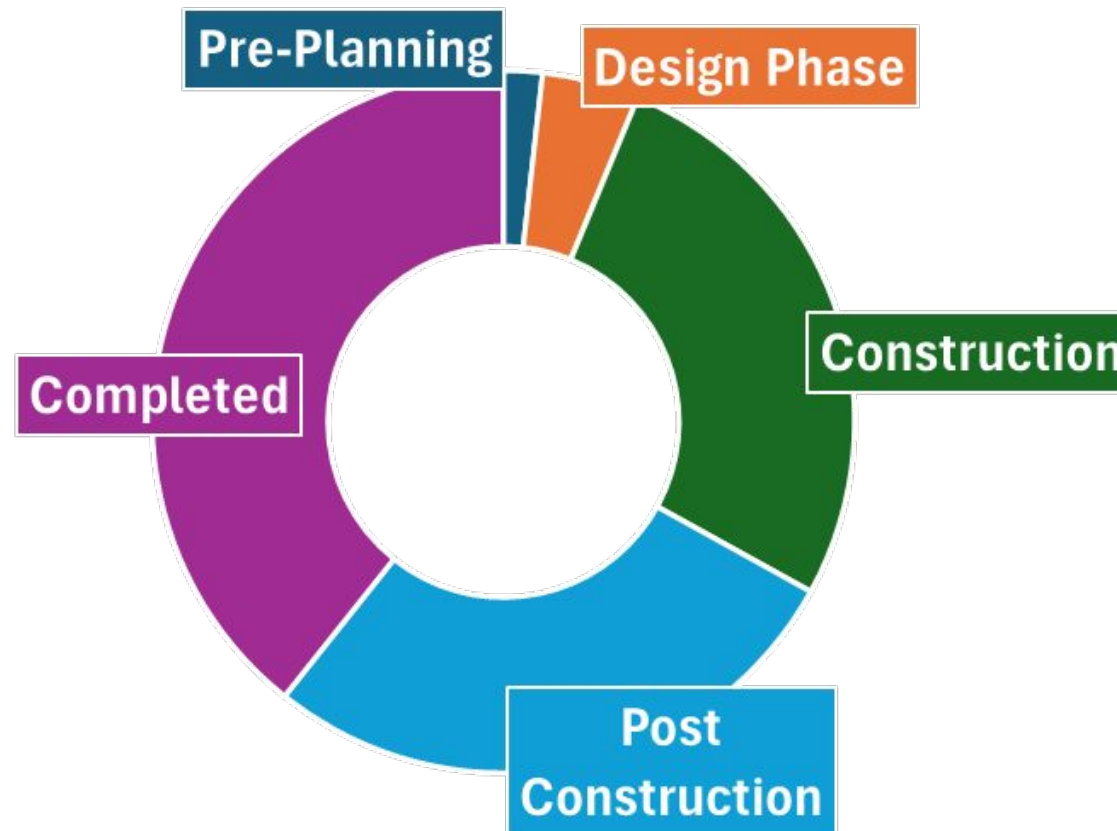 Pre-Planning
Design Phase
Construction
Completed
Post
Construction